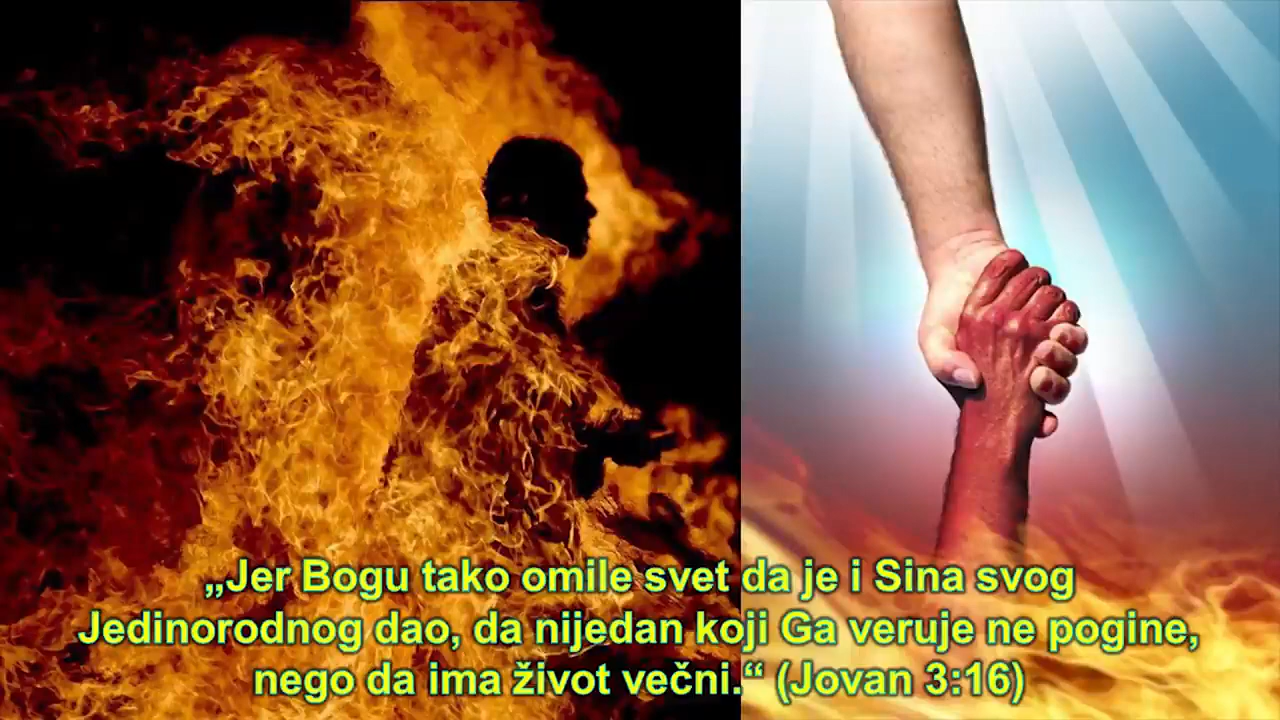 „Jer Bogu tako omile svet da je i Sina svog
Jedinorodnog dao, da nijedan koji Ga veruje ne pogine,
nego da ima život večni.“ (Jovan 3:16)